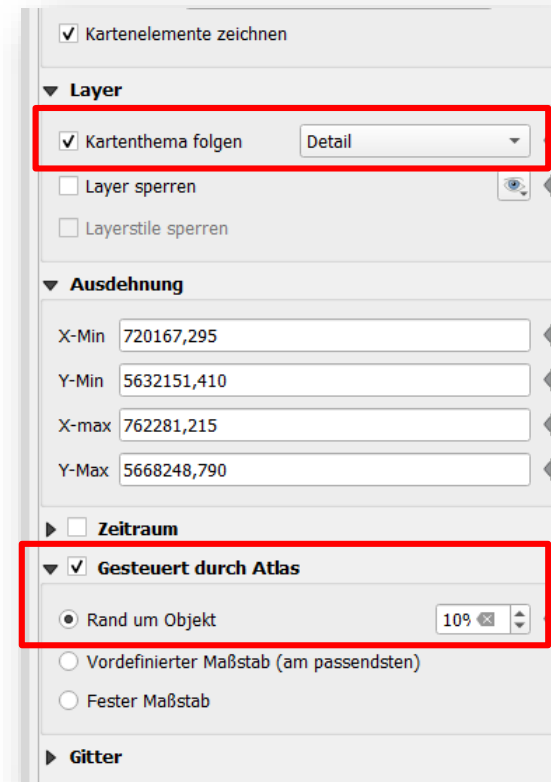 Kartenelemente zeichnen
Layer
Kartenthema folgen Detail
Layer sperren
Layerstile sperren
Ausdehnung
X-Min 720167,295
Y-Min 5632151,410
X-max 762281,215
Y-Max 5668248,790
Zeitraum
Gesteuert durch Atlas
Rand um Objekt 10%
Vordefinierter Maßstab (am passendsten)
Fester Maßstab
Gitter